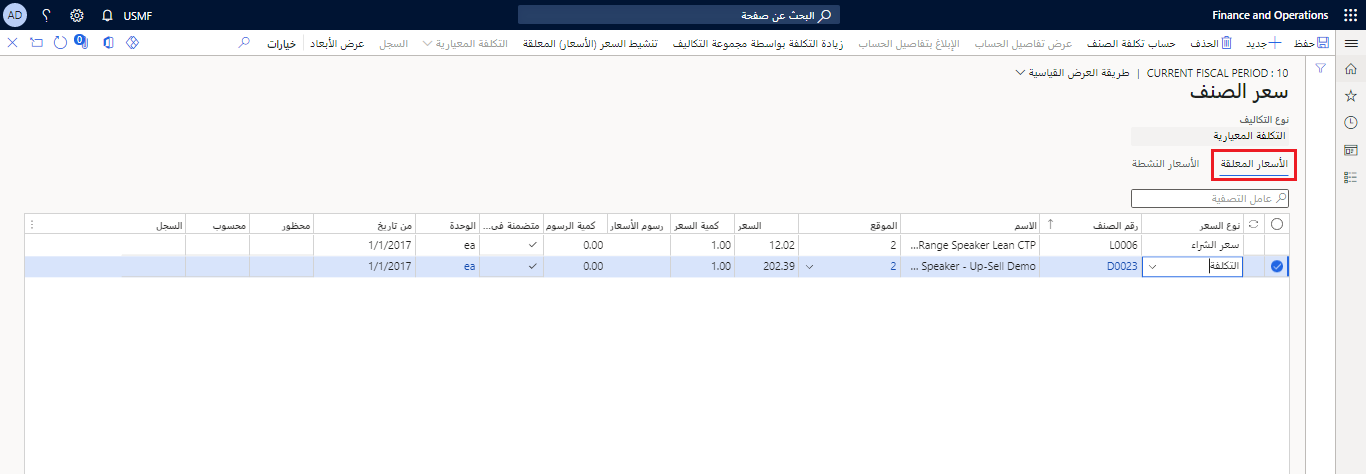 Finance and Operations
البحث عن صفحة
USMF
AD
حفظ
جديد
الحذف
حساب تكلفة الصنف
عرض تفاصيل الحساب
الإبلاغ بتفاصيل الحساب
زيادة التكلفة بواسطة مجموعة التكاليف
تنشيط السعر (الأسعار) المعلقة
التكلفة المعيارية
السجل
عرض الأبعاد
خيارات
0
CURRENT FISCAL PERIOD : 10 | طريقة العرض القياسية
سعر الصنف
نوع التكاليف
التكلفة المعيارية
الأسعار المعلقة
الأسعار النشطة
عامل التصفية
نوع السعر رقم الصنف الاسم الموقع السعر كمية السعر رسوم الأسعار كمية الرسوم متضمنة في... الوحدة من تاريخ محظور محسوب السجل
سعر الشراء L0006 Range Speaker Lean CTP... 2 12.02 1.00 0.00 ea 1/1/2017
التكلفة D0023 Speaker - Up-Sell Demo ... 2 202.39 1.00 0.00 ea 1/1/2017